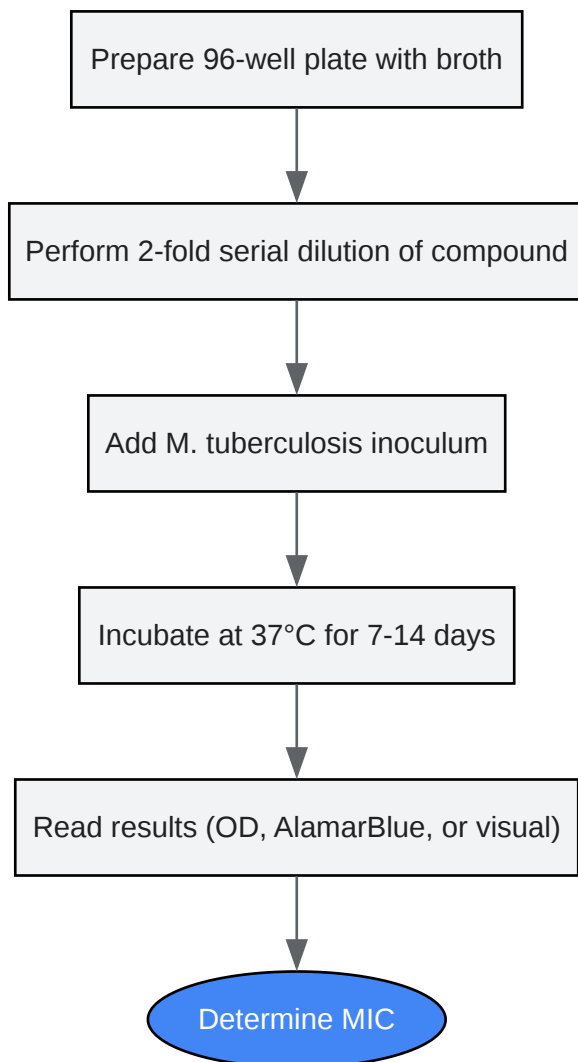 Prepare 96-well plate with broth
Perform 2-fold serial dilution of compound
Add M. tuberculosis inoculum
Incubate at 37°C for 7-14 days
Read results (OD, AlamarBlue, or visual)
Determine MIC